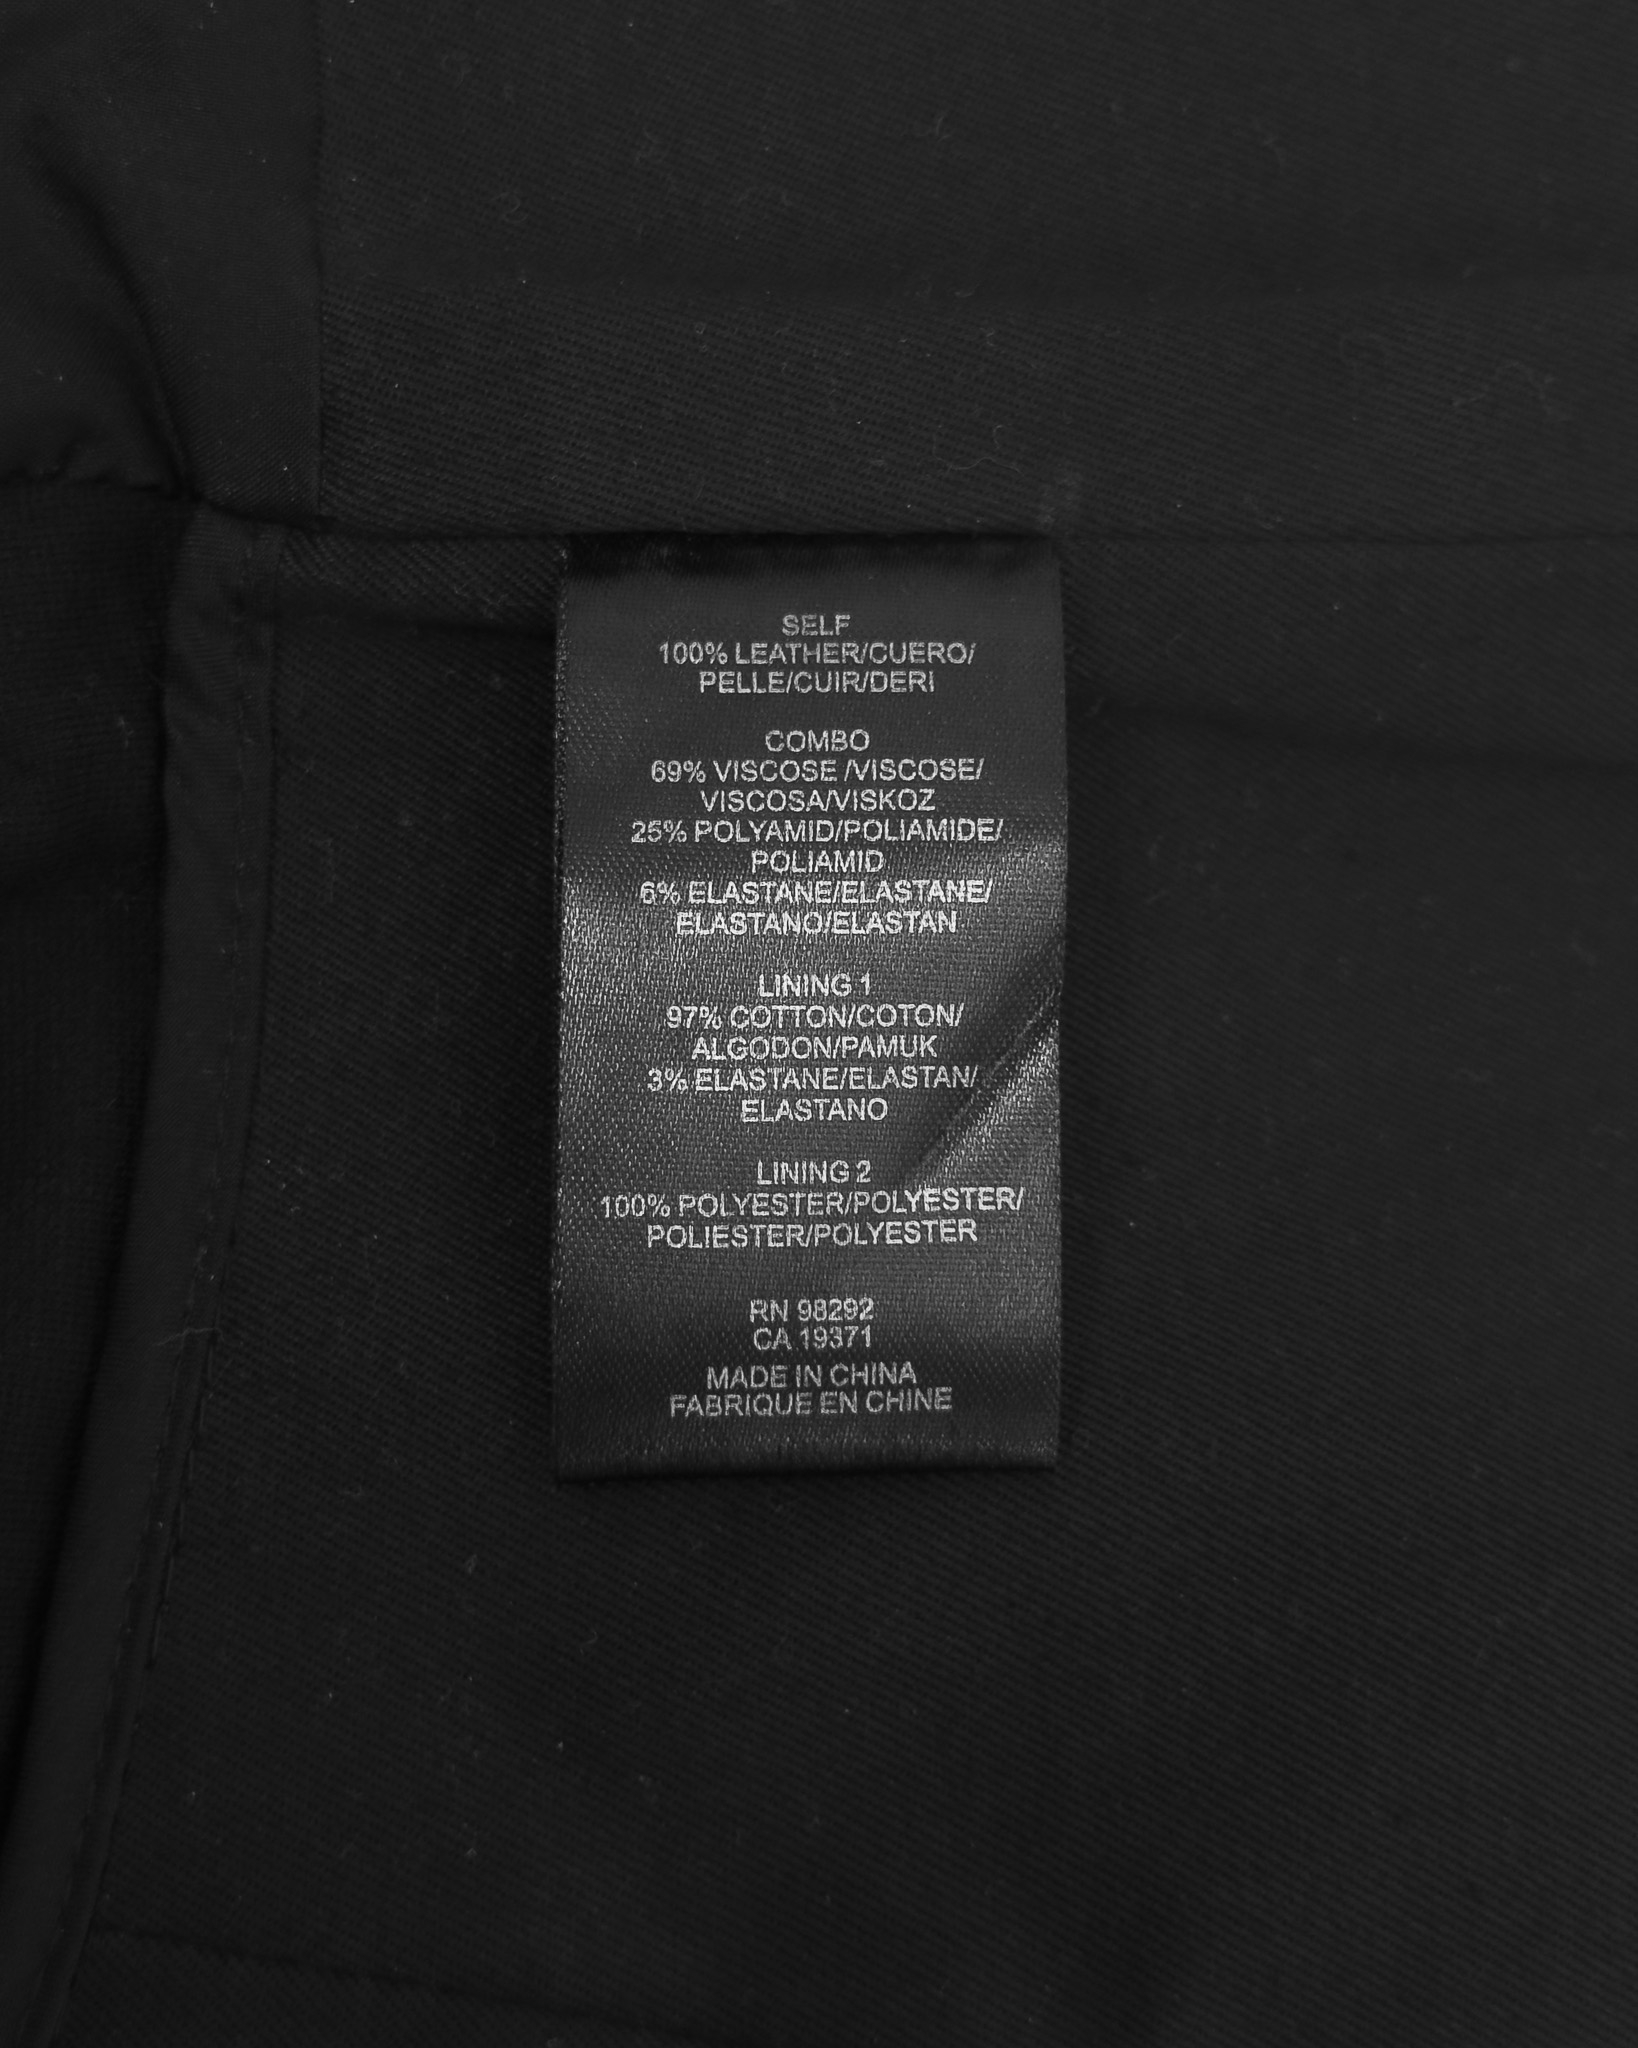 SELF
100% LEATHER/CUERO/
PELLE/CUIR/DERI
COMBO
69% VISCOSE /VISCOSE/
VISCOSA/VISKOZ
25% POLYAMID/POLIAMIDE/
POLIAMID
6% ELASTANE/ELASTANE/
ELASTANO/ELASTAN
LINING 1
97% COTTON/COTON/
ALGODON/PAMUK
3% ELASTANE/ELASTAN/
ELASTANO
LINING 2
100% POLYESTER/POLYESTER/
POLIESTER/POLYESTER
RN 98292
CA 19371
MADE IN CHINA
FABRIQUE EN CHINE